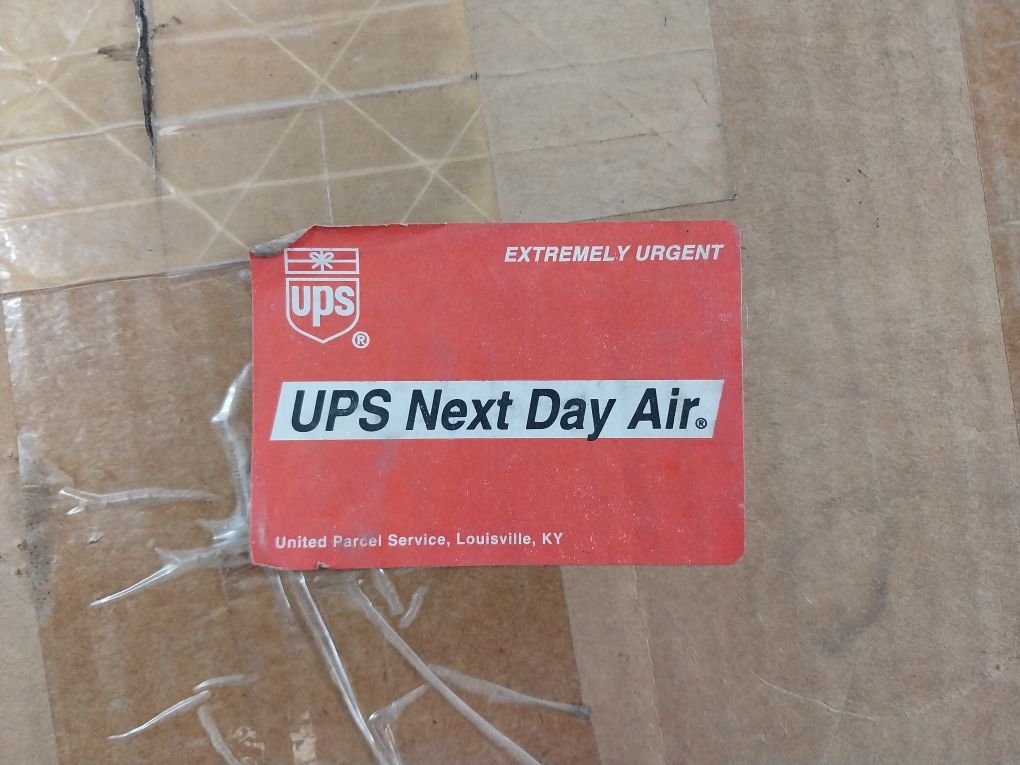 EXTREMELY URGENT
ups®
UPS Next Day Air®
United Parcel Service, Louisville, KY